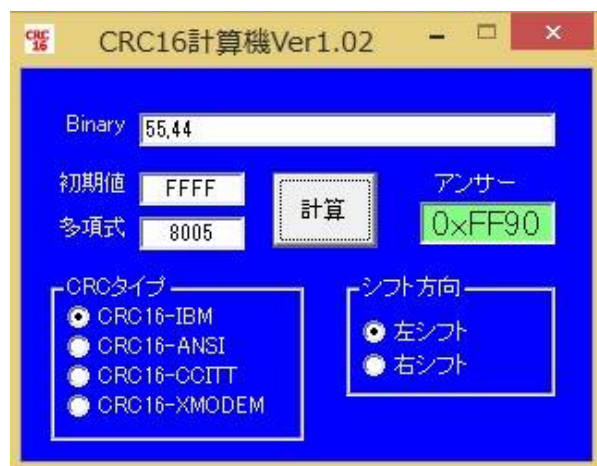 CRC16計算機Ver1.02
Binary 55,44
初期値 FFFF
計算
アンサー
多項式 8005
0xFF90
CRCタイプ
CRC16-IBM
CRC16-ANSI
CRC16-CCITT
CRC16-XMODEM
シフト方向
左シフト
右シフト